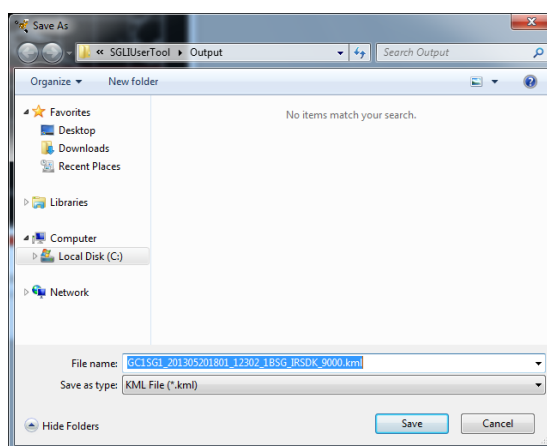 Save As
« SGLIUserTool ▸ Output
Search Output
Organize
New folder
Favorites
Desktop
Downloads
Recent Places
Libraries
Computer
Local Disk (C:)
Network
No items match your search.
File name: GC1SG1_201305201801_12302_1BSG_IRSDK_9000.kml
Save as type: KML File (*.kml)
Hide Folders
Save
Cancel